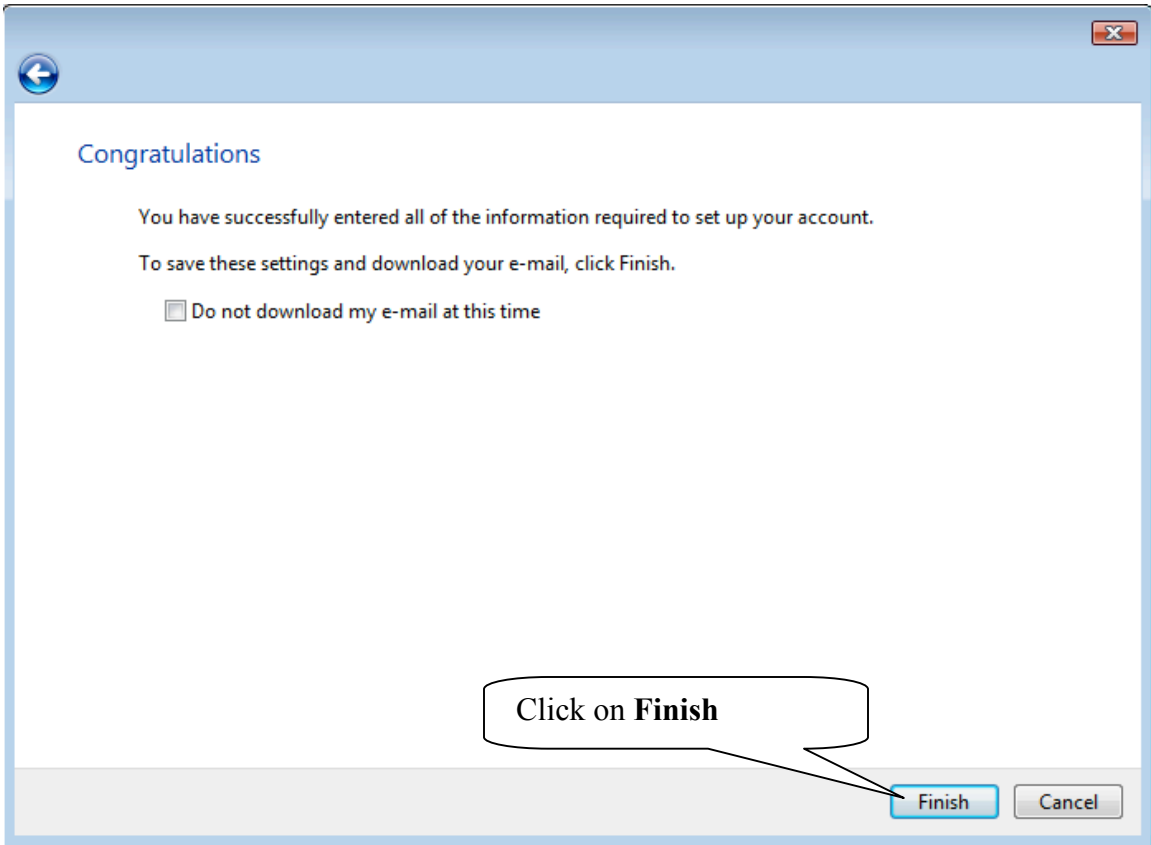 Congratulations
You have successfully entered all of the information required to set up your account.
To save these settings and download your e-mail, click Finish.
Do not download my e-mail at this time
Click on Finish
Finish
Cancel